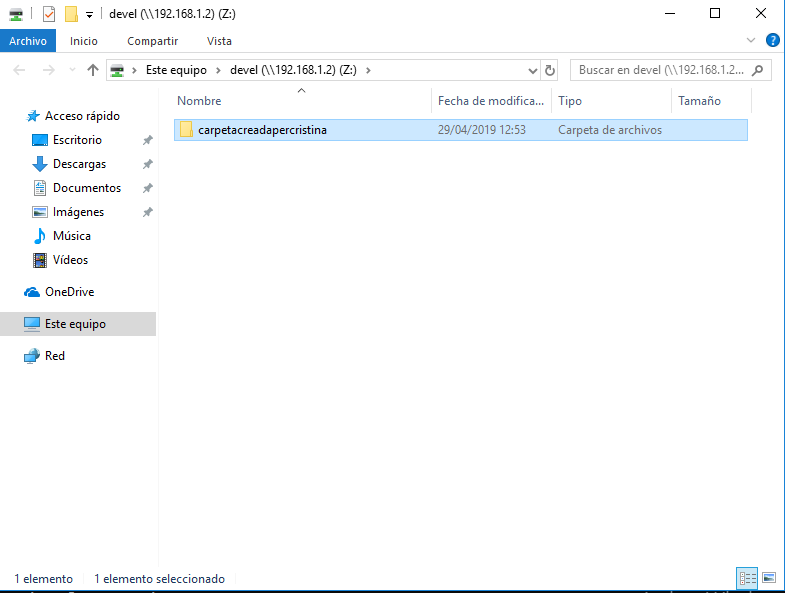 devel (\\192.168.1.2) (Z:)
Archivo Inicio Compartir Vista
Este equipo devel (\\192.168.1.2) (Z:) Buscar en devel (\\192.168.1.2...
Nombre Fecha de modifica... Tipo Tamaño
carpetacreadapercristina 29/04/2019 12:53 Carpeta de archivos
Acceso rápido
Escritorio
Descargas
Documentos
Imágenes
Música
Vídeos
OneDrive
Este equipo
Red
1 elemento 1 elemento seleccionado